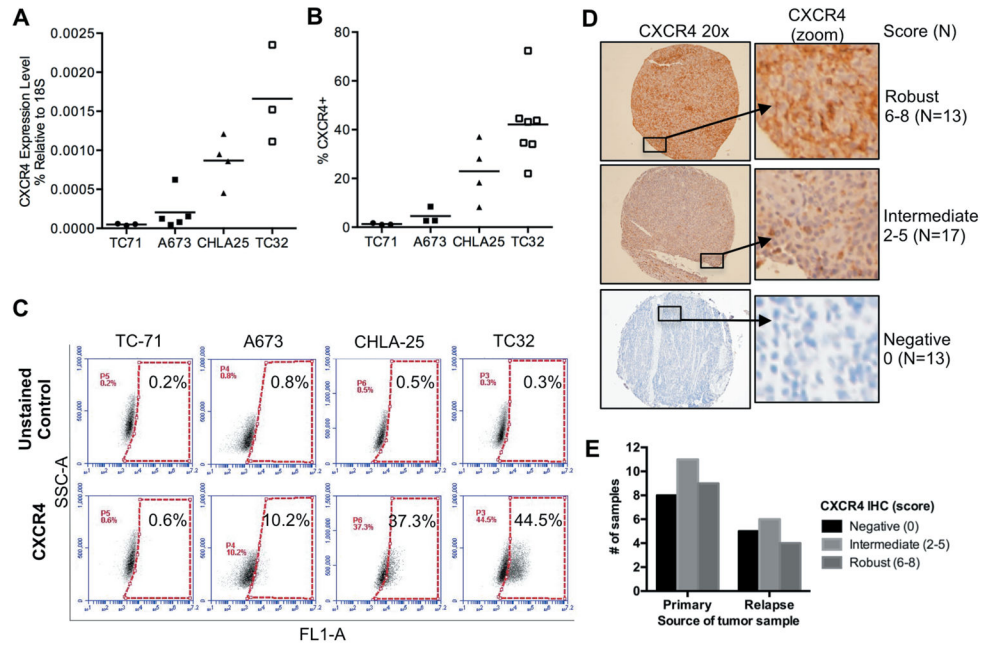 A
CXCR4 Expression Level
% Relative to 18S
0.0025
0.0020
0.0015
0.0010
0.0005
0.0000
TC71 A673 CHLA25 TC32
B
% CXCR4+
80
60
40
20
0
TC71 A673 CHLA25 TC32
C
TC-71 A673 CHLA-25 TC32
Unstained
Control
P5
0.2%
0.2%
P4
0.8%
0.8%
P6
0.5%
0.5%
P3
0.3%
0.3%
CXCR4
P5
0.6%
0.6%
P4
10.2%
10.2%
P6
37.3%
37.3%
P3
44.5%
44.5%
SSC-A
FL1-A
D
CXCR4 20x
CXCR4
(zoom)
Score (N)
Robust
6-8 (N=13)
Intermediate
2-5 (N=17)
Negative
0 (N=13)
E
# of samples
12
10
8
6
4
2
0
Primary Relapse
Source of tumor sample
CXCR4 IHC (score)
Negative (0)
Intermediate (2-5)
Robust (6-8)